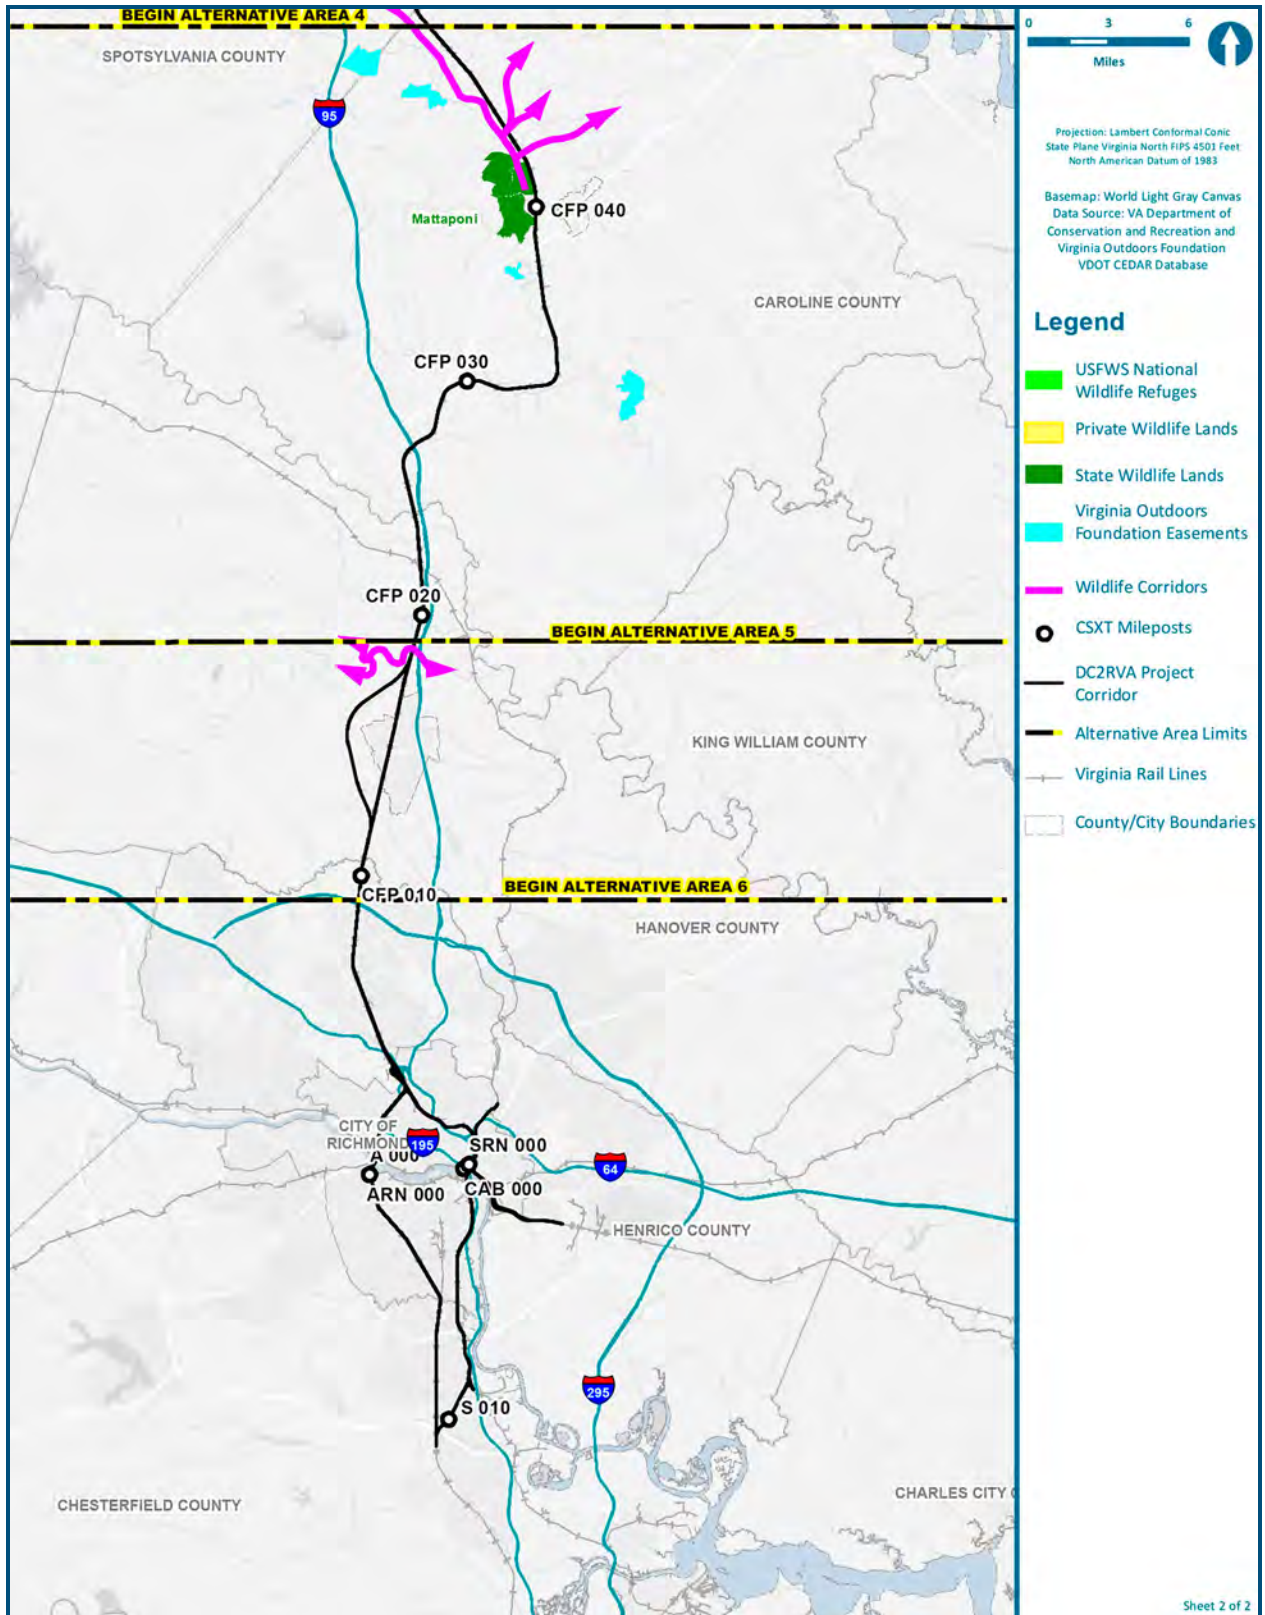 BEGIN ALTERNATIVE AREA 4
SPOTSYLVANIA COUNTY
95
Mattaponi
CFP 040
CAROLINE COUNTY
CFP 030
CFP 020
BEGIN ALTERNATIVE AREA 5
KING WILLIAM COUNTY
BEGIN ALTERNATIVE AREA 6
CFP 010
HANOVER COUNTY
CITY OF
RICHMOND
195
SRN 000
A 000
64
ARN 000
CAB 000
HENRICO COUNTY
295
S 010
CHESTERFIELD COUNTY
CHARLES CITY
0 3 6
Miles
Projection: Lambert Conformal Conic
State Plane Virginia North FIPS 4501 Feet
North American Datum of 1983
Basemap: World Light Gray Canvas
Data Source: VA Department of
Conservation and Recreation and
Virginia Outdoors Foundation
VDOT CEDAR Database
Legend
USFWS National
Wildlife Refuges
Private Wildlife Lands
State Wildlife Lands
Virginia Outdoors
Foundation Easements
Wildlife Corridors
CSXT Mileposts
DC2RVA Project
Corridor
Alternative Area Limits
Virginia Rail Lines
County/City Boundaries
Sheet 2 of 2